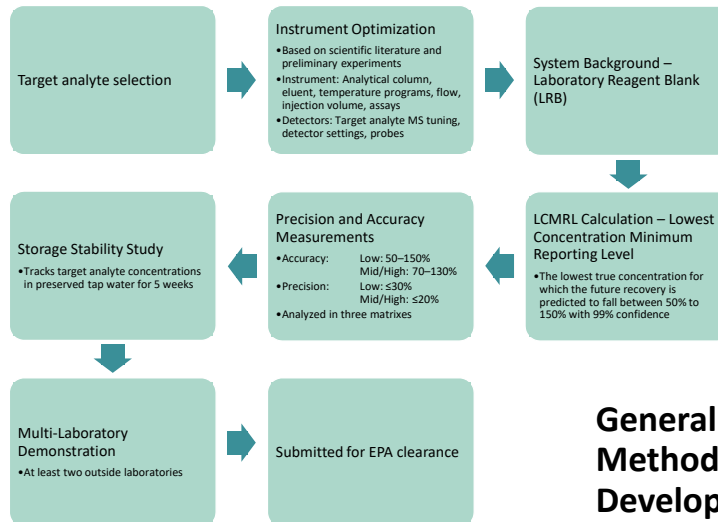 Target analyte selection
Instrument Optimization
•Based on scientific literature and
preliminary experiments
•Instrument: Analytical column,
eluent, temperature programs, flow,
injection volume, assays
•Detectors: Target analyte MS tuning,
detector settings, probes
System Background –
Laboratory Reagent Blank
(LRB)
LCMRL Calculation – Lowest
Concentration Minimum
Reporting Level
•The lowest true concentration for
which the future recovery is
predicted to fall between 50% to
150% with 99% confidence
Precision and Accuracy
Measurements
•Accuracy: Low: 50–150%
Mid/High: 70–130%
•Precision: Low: ≤30%
Mid/High: ≤20%
•Analyzed in three matrixes
Storage Stability Study
•Tracks target analyte concentrations
in preserved tap water for 5 weeks
Multi-Laboratory
Demonstration
•At least two outside laboratories
Submitted for EPA clearance
General
Method
Develop